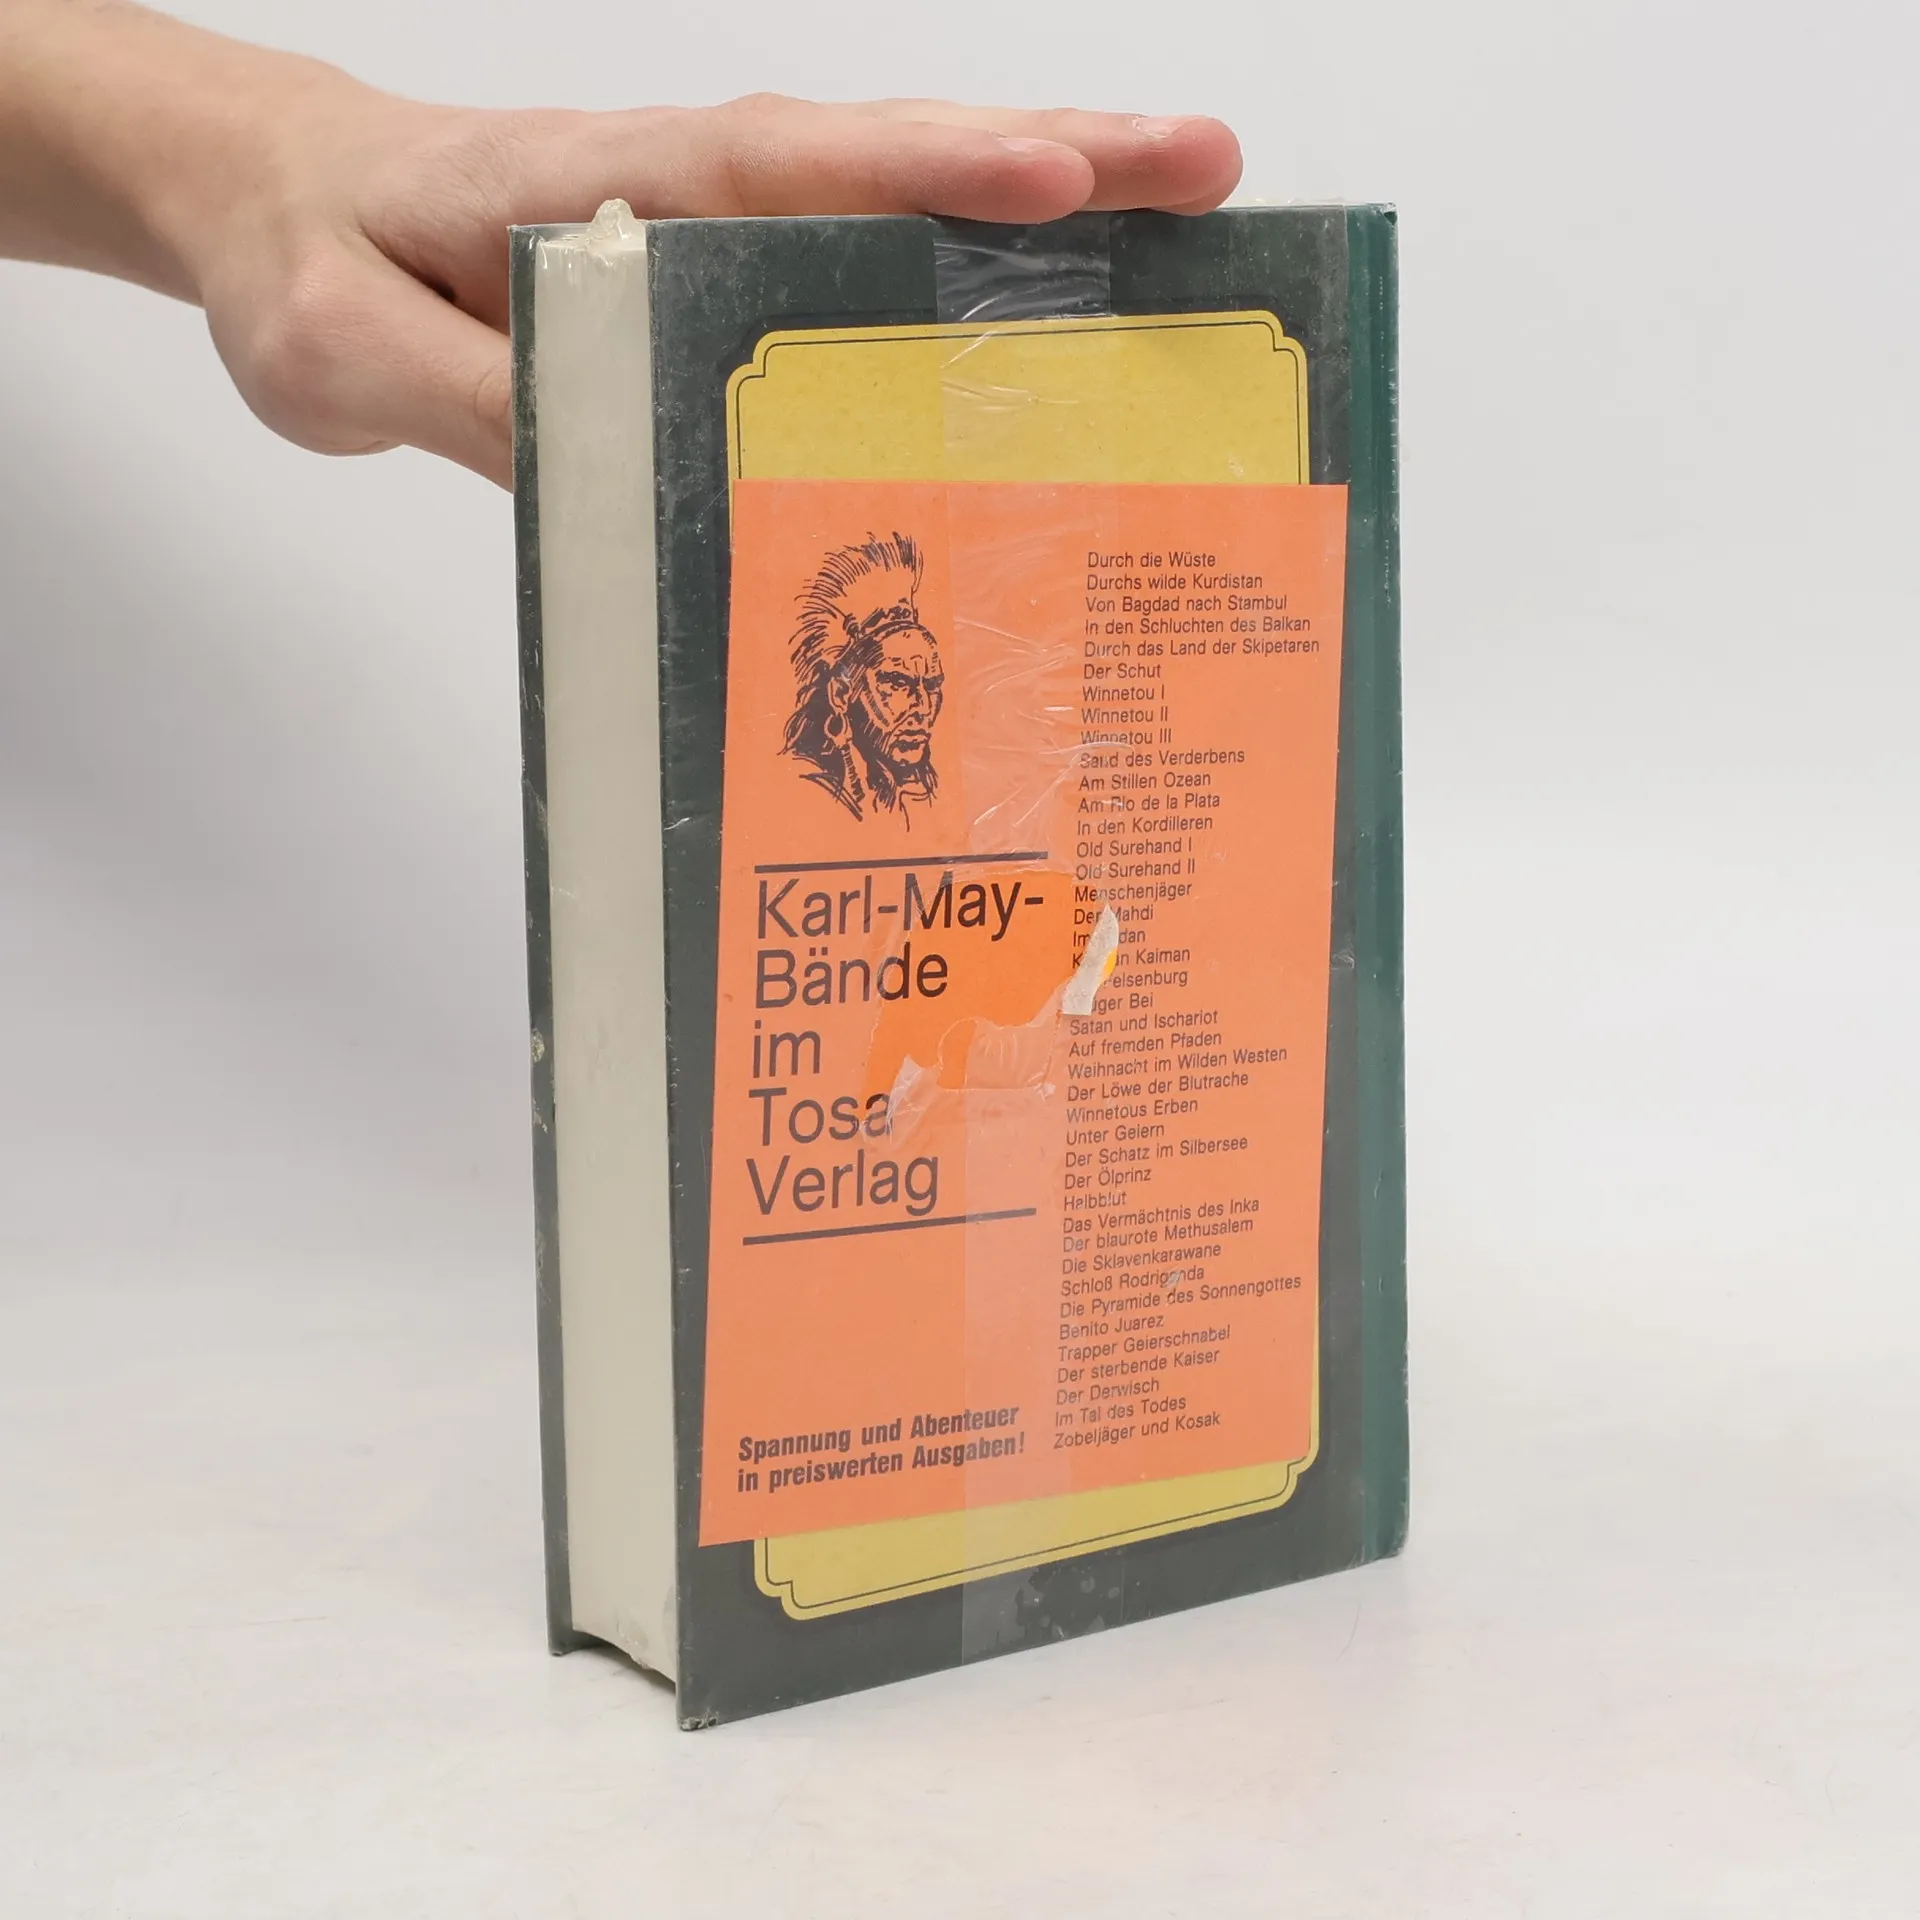 Karl-May-
Bände
im
Tosa
Verlag
Spannung und Abenteuer
in preiswerten Ausgaben!
Durch die Wüste
Durchs wilde Kurdistan
Von Bagdad nach Stambul
In den Schluchten des Balkan
Durch das Land der Skipetaren
Der Schut
Winnetou I
Winnetou II
Winnetou III
Sand des Verderbens
Am Stillen Ozean
Am Rio de la Plata
In den Kordilleren
Old Surehand I
Old Surehand II
Menschenjäger
Der Mahdi
Im
Kaiman
Satan und Ischariot
Auf fremden Pfaden
Weihnacht im Wilden Westen
Der Löwe der Blutrache
Winnetous Erben
Unter Geiern
Der Schatz im Silbersee
Der Ölprinz
Halbblut
Das Vermächtnis des Inka
Der blaurote Methusalem
Die Sklavenkarawane
Schloß Rodriganda
Die Pyramide des Sonnengottes
Benito Juarez
Trapper Geierschnabel
Der sterbende Kaiser
Der Derwisch
Im Tal des Todes
Zobeljäger und Kosak